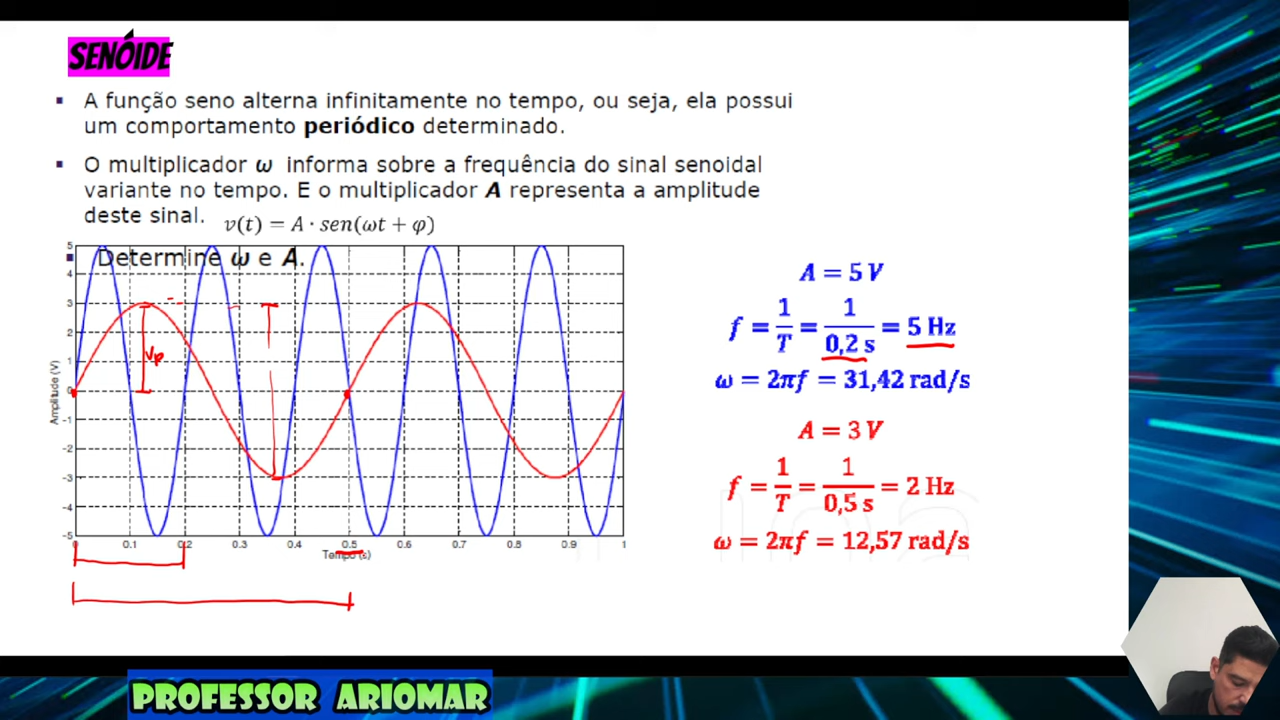 SENÓIDE
▪ A função seno alterna infinitamente no tempo, ou seja, ela possui
um comportamento periódico determinado.
▪ O multiplicador ω informa sobre a frequência do sinal senoidal
variante no tempo. E o multiplicador A representa a amplitude
deste sinal.
v(t) = A · sen(ωt + φ)
▪ Determine ω e A.
5
4
3
2
1
0
-1
-2
-3
-4
-5
Amplitude (V)
Vp
0 0.1 0.2 0.3 0.4 0.5 0.6 0.7 0.8 0.9 1
Tempo (s)
A = 5 V
f = 1/T = 1/0,2 s = 5 Hz
ω = 2πf = 31,42 rad/s
A = 3 V
f = 1/T = 1/0,5 s = 2 Hz
ω = 2πf = 12,57 rad/s
PROFESSOR ARIOMAR